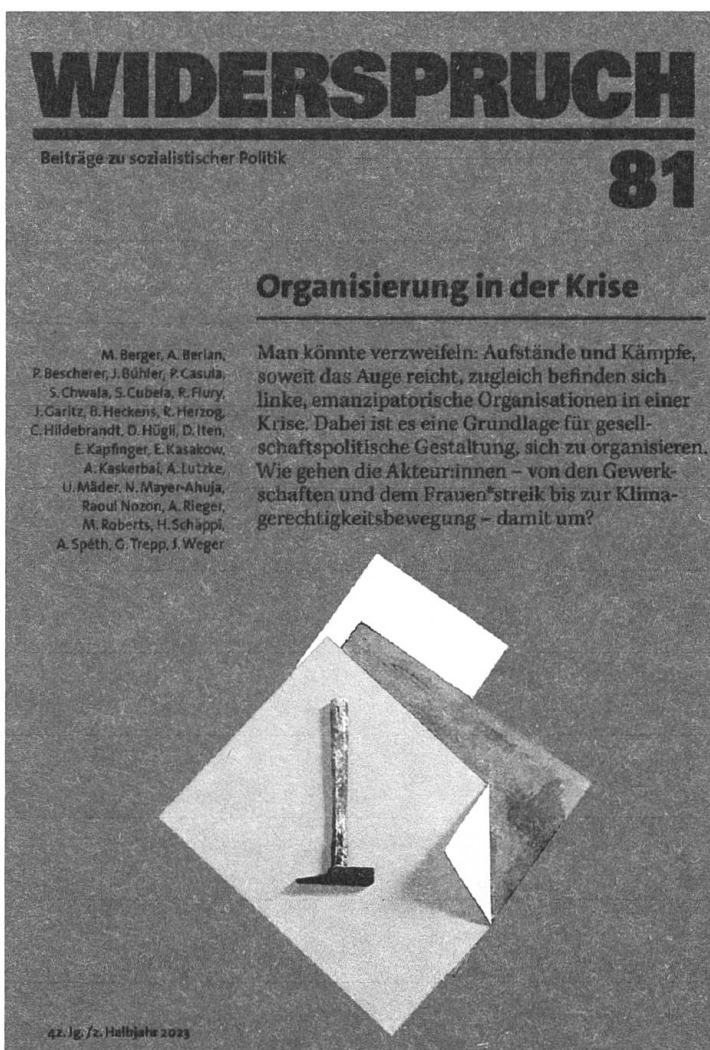 WIDERSPRUCH
Beiträge zu sozialistischer Politik
81
Organisierung in der Krise
M. Berger, A. Berlan,
P. Bescherer, J. Bühler, P. Casula,
S. Chwala, S. Cubela, R. Flury,
J. Garitz, B. Heckens, R. Herzog,
C. Hildebrandt, D. Hügli, D. Iten,
E. Kapfinger, E. Kasakow,
A. Kaskerbai, A. Lutzke,
U. Mäder, N. Mayer-Ahuja,
Raoul Nozon, A. Rieger,
M. Roberts, H. Schäppi,
A. Späth, G. Trepp, J. Weger
Man könnte verzweifeln: Aufstände und Kämpfe,
soweit das Auge reicht, zugleich befinden sich
linke, emanzipatorische Organisationen in einer
Krise. Dabei ist es eine Grundlage für gesell-
schaftspolitische Gestaltung, sich zu organisieren.
Wie gehen die Akteur:innen – von den Gewerk-
schaften und dem Frauen*streik bis zur Klima-
gerechtigkeitsbewegung – damit um?
42. Jg. /2. Halbjahr 2023